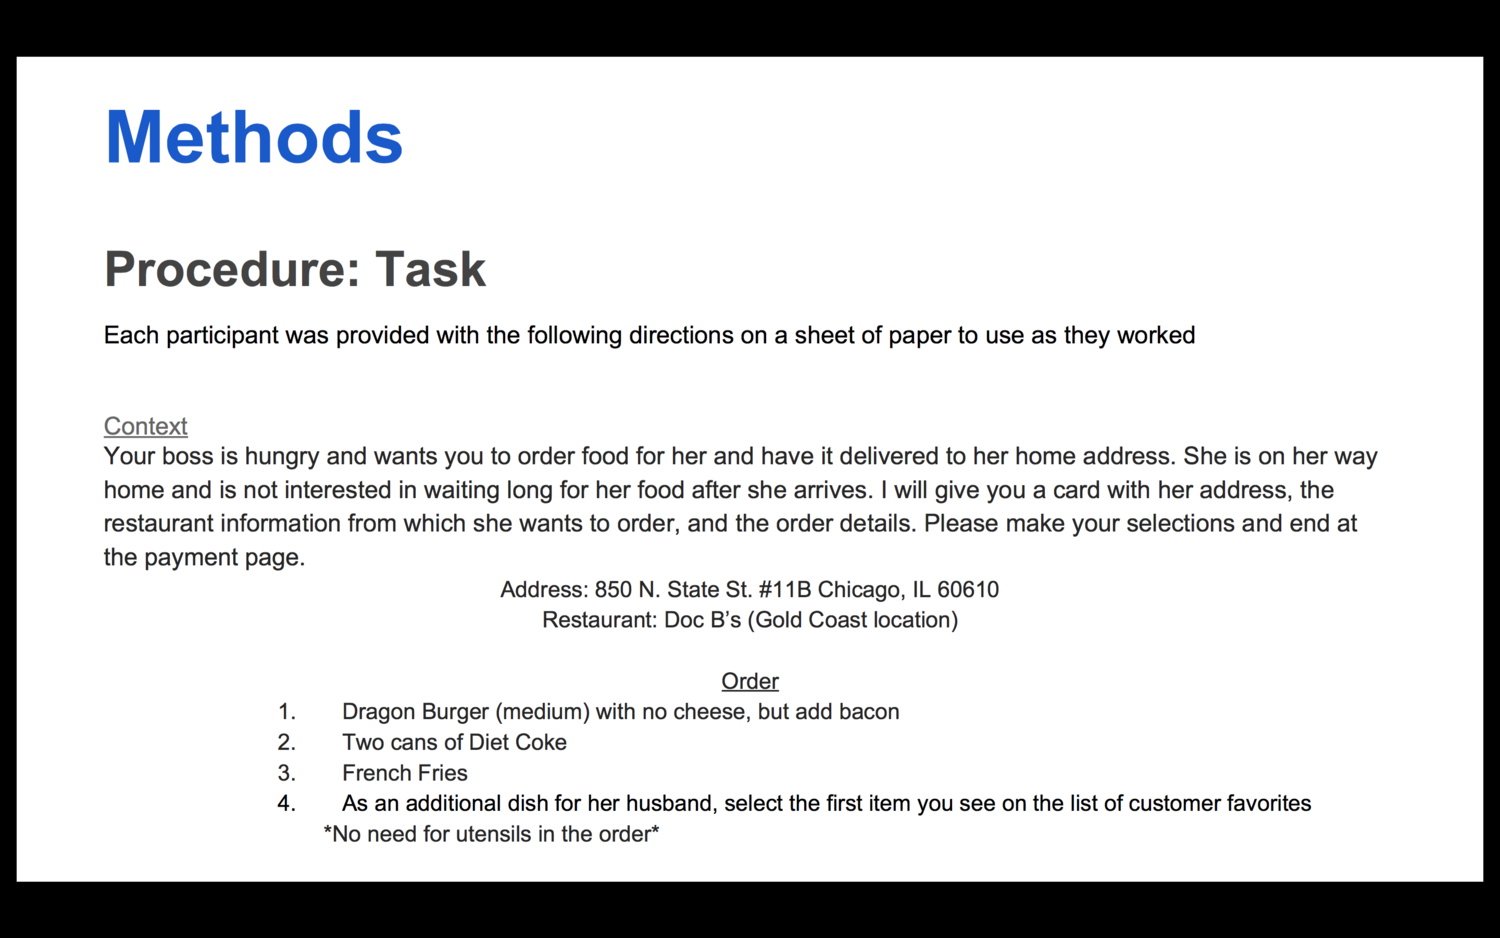 Methods
Procedure: Task
Each participant was provided with the following directions on a sheet of paper to use as they worked
Context
Your boss is hungry and wants you to order food for her and have it delivered to her home address. She is on her way
home and is not interested in waiting long for her food after she arrives. I will give you a card with her address, the
restaurant information from which she wants to order, and the order details. Please make your selections and end at
the payment page.
Address: 850 N. State St. #11B Chicago, IL 60610
Restaurant: Doc B’s (Gold Coast location)
Order
1. Dragon Burger (medium) with no cheese, but add bacon
2. Two cans of Diet Coke
3. French Fries
4. As an additional dish for her husband, select the first item you see on the list of customer favorites
*No need for utensils in the order*